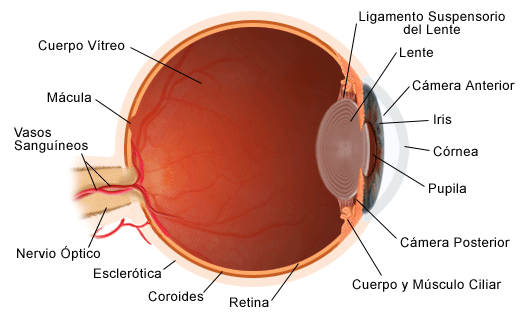 Ligamento Suspensorio
del Lente
Lente
Cuerpo Vítreo
Cámera Anterior
Mácula
Iris
Vasos
Sanguíneos
Córnea
Pupila
Cámera Posterior
Nervio Óptico
Esclerótica
Cuerpo y Músculo Ciliar
Coroides
Retina